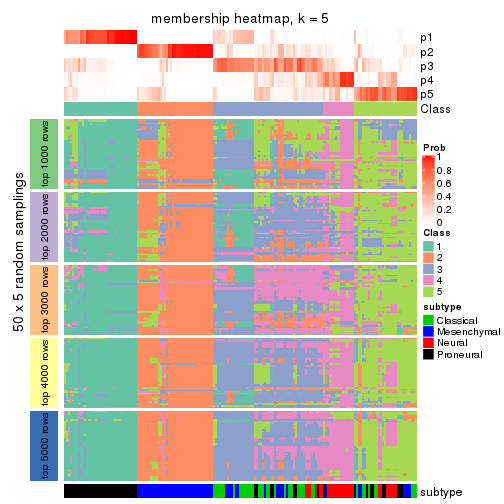 membership heatmap, k = 5
p1
p2
p3
p4
p5
Class
50 x 5 random samplings
top 1000 rows
top 2000 rows
top 3000 rows
top 4000 rows
top 5000 rows
Prob
1
0.8
0.6
0.4
0.2
0
Class
1
2
3
4
5
subtype
Classical
Mesenchymal
Neural
Proneural
subtype